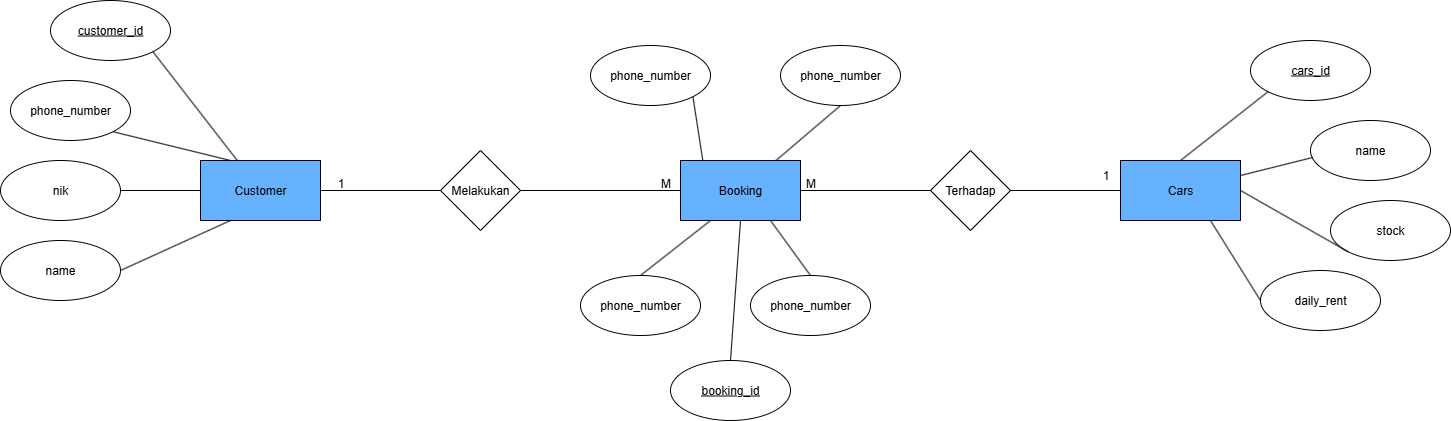 customer_id
phone_number
nik
name
Customer
1
Melakukan
M
phone_number
phone_number
Booking
phone_number
phone_number
booking_id
M
Terhadap
1
Cars
cars_id
name
stock
daily_rent